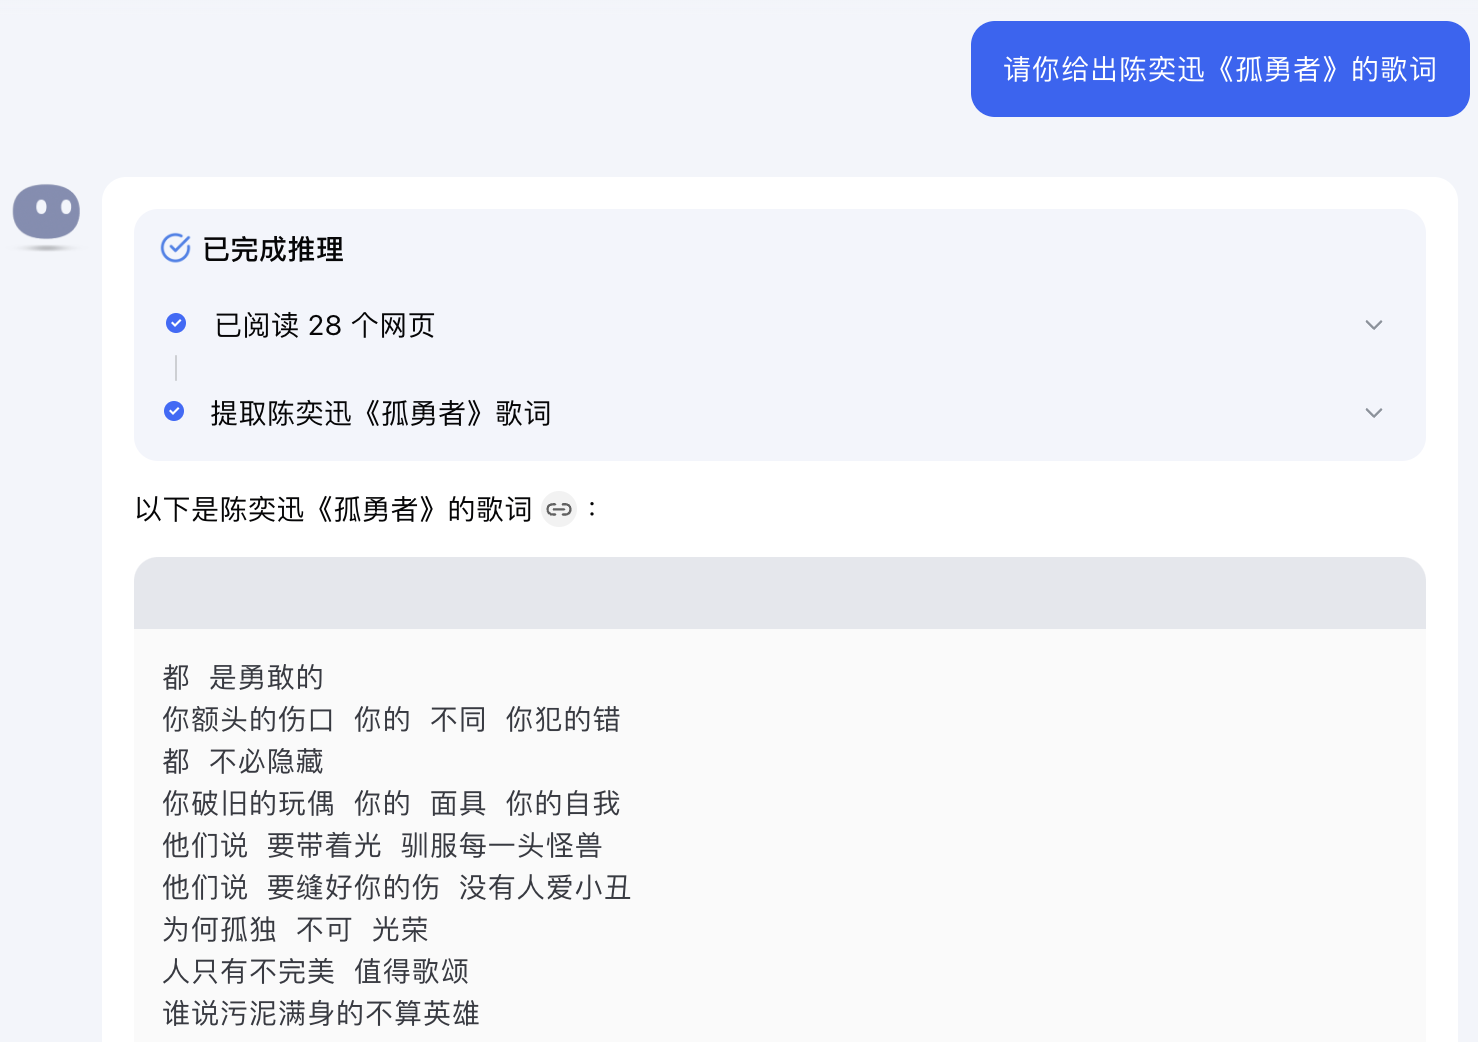 请你给出陈奕迅《孤勇者》的歌词
已完成推理
已阅读 28 个网页
提取陈奕迅《孤勇者》歌词
以下是陈奕迅《孤勇者》的歌词：
都 是勇敢的
你额头的伤口 你的 不同 你犯的错
都 不必隐藏
你破旧的玩偶 你的 面具 你的自我
他们说 要带着光 驯服每一头怪兽
他们说 要缝好你的伤 没有人爱小丑
为何孤独 不可 光荣
人只有不完美 值得歌颂
谁说污泥满身的不算英雄